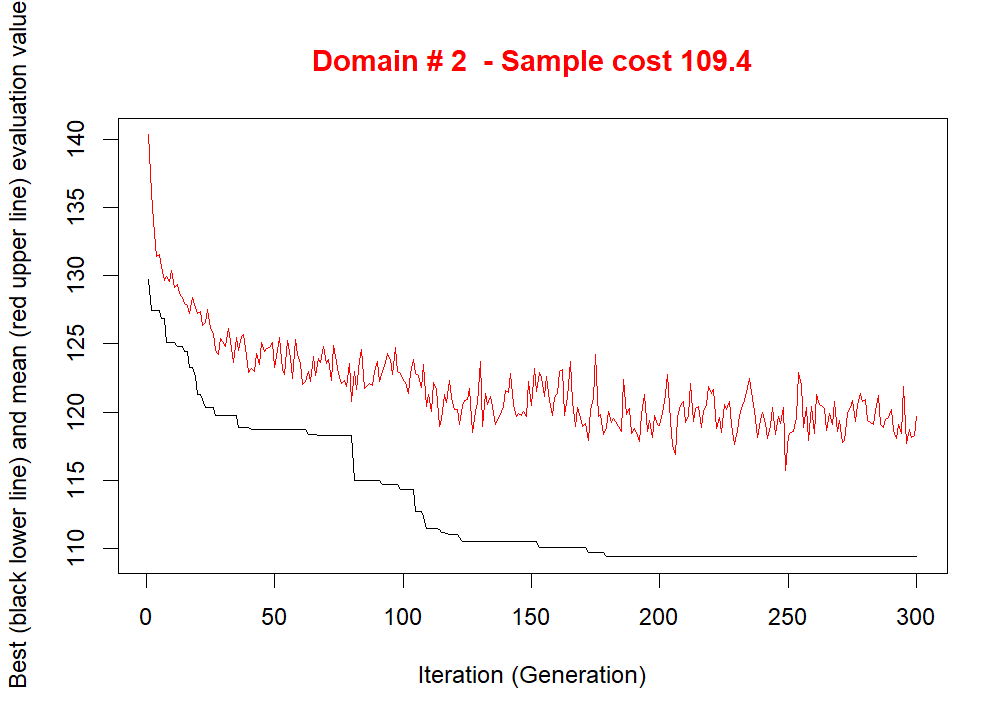 Domain # 2  - Sample cost 109.4
Best (black lower line) and mean (red upper line) evaluation value
140
135
130
125
120
115
110
0 50 100 150 200 250 300
Iteration (Generation)